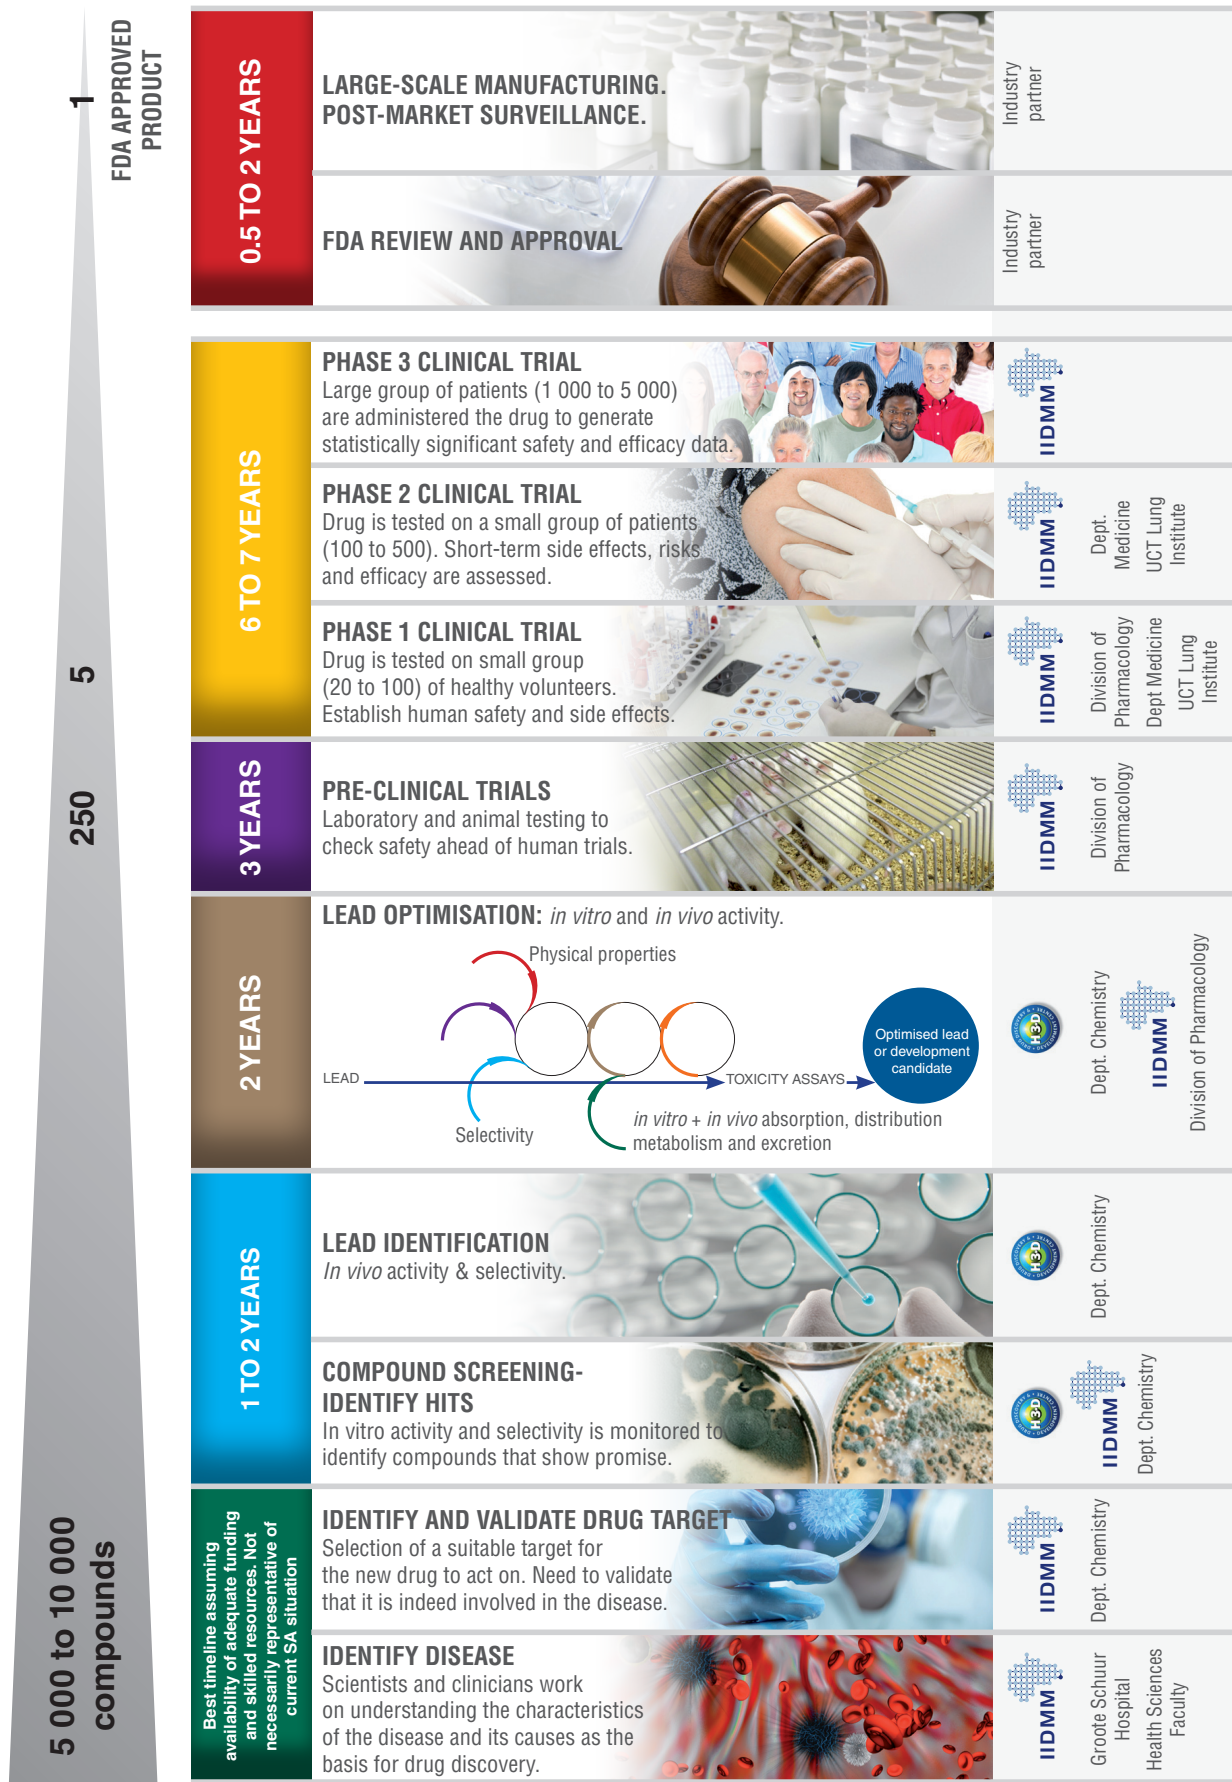 1
FDA APPROVED
PRODUCT
5
250
5 000 to 10 000
compounds
0.5 TO 2 YEARS
LARGE-SCALE MANUFACTURING.
POST-MARKET SURVEILLANCE.
Industry
partner
FDA REVIEW AND APPROVAL
Industry
partner
6 TO 7 YEARS
PHASE 3 CLINICAL TRIAL
Large group of patients (1 000 to 5 000)
are administered the drug to generate
statistically significant safety and efficacy data.
IIDMM
PHASE 2 CLINICAL TRIAL
Drug is tested on a small group of patients
(100 to 500). Short-term side effects, risks
and efficacy are assessed.
IIDMM
Dept.
Medicine
UCT Lung
Institute
PHASE 1 CLINICAL TRIAL
Drug is tested on small group
(20 to 100) of healthy volunteers.
Establish human safety and side effects.
IIDMM
Division of
Pharmacology
Dept Medicine
UCT Lung
Institute
3 YEARS
PRE-CLINICAL TRIALS
Laboratory and animal testing to
check safety ahead of human trials.
IIDMM
Division of
Pharmacology
2 YEARS
LEAD OPTIMISATION: in vitro and in vivo activity.
Physical properties
LEAD
TOXICITY ASSAYS
Optimised lead
or development
candidate
Selectivity
in vitro + in vivo absorption, distribution
metabolism and excretion
H3D
Dept. Chemistry
IIDMM
Division of Pharmacology
1 TO 2 YEARS
LEAD IDENTIFICATION
In vivo activity & selectivity.
H3D
Dept. Chemistry
COMPOUND SCREENING-
IDENTIFY HITS
In vitro activity and selectivity is monitored to
identify compounds that show promise.
H3D
IIDMM
Dept. Chemistry
Best timeline assuming
availability of adequate funding
and skilled resources. Not
necessarily representative of
current SA situation
IDENTIFY AND VALIDATE DRUG TARGET
Selection of a suitable target for
the new drug to act on. Need to validate
that it is indeed involved in the disease.
IIDMM
Dept. Chemistry
IDENTIFY DISEASE
Scientists and clinicians work
on understanding the characteristics
of the disease and its causes as the
basis for drug discovery.
IIDMM
Groote Schuur
Hospital
Health Sciences
Faculty